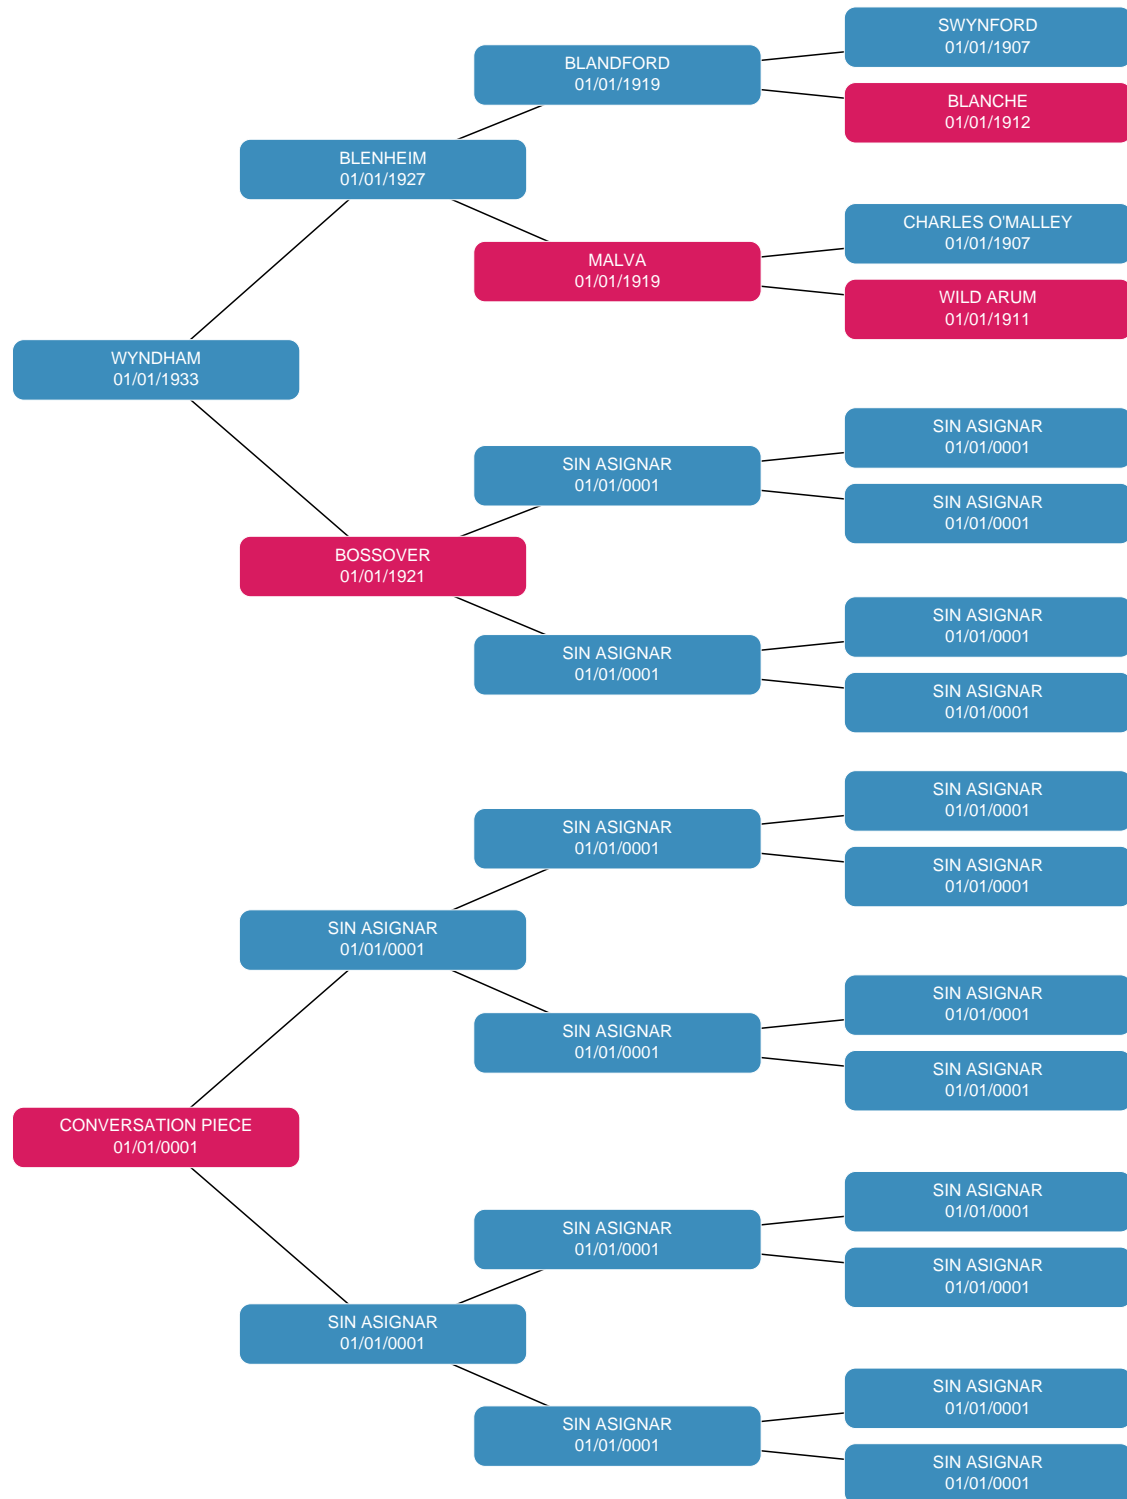 SWYNFORD
01/01/1907
BLANDFORD
01/01/1919
BLANCHE
01/01/1912
BLENHEIM
01/01/1927
CHARLES O'MALLEY
01/01/1907
MALVA
01/01/1919
WILD ARUM
01/01/1911
WYNDHAM
01/01/1933
SIN ASIGNAR
01/01/0001
SIN ASIGNAR
01/01/0001
SIN ASIGNAR
01/01/0001
BOSSOVER
01/01/1921
SIN ASIGNAR
01/01/0001
SIN ASIGNAR
01/01/0001
SIN ASIGNAR
01/01/0001
SIN ASIGNAR
01/01/0001
SIN ASIGNAR
01/01/0001
SIN ASIGNAR
01/01/0001
SIN ASIGNAR
01/01/0001
SIN ASIGNAR
01/01/0001
SIN ASIGNAR
01/01/0001
SIN ASIGNAR
01/01/0001
CONVERSATION PIECE
01/01/0001
SIN ASIGNAR
01/01/0001
SIN ASIGNAR
01/01/0001
SIN ASIGNAR
01/01/0001
SIN ASIGNAR
01/01/0001
SIN ASIGNAR
01/01/0001
SIN ASIGNAR
01/01/0001
SIN ASIGNAR
01/01/0001